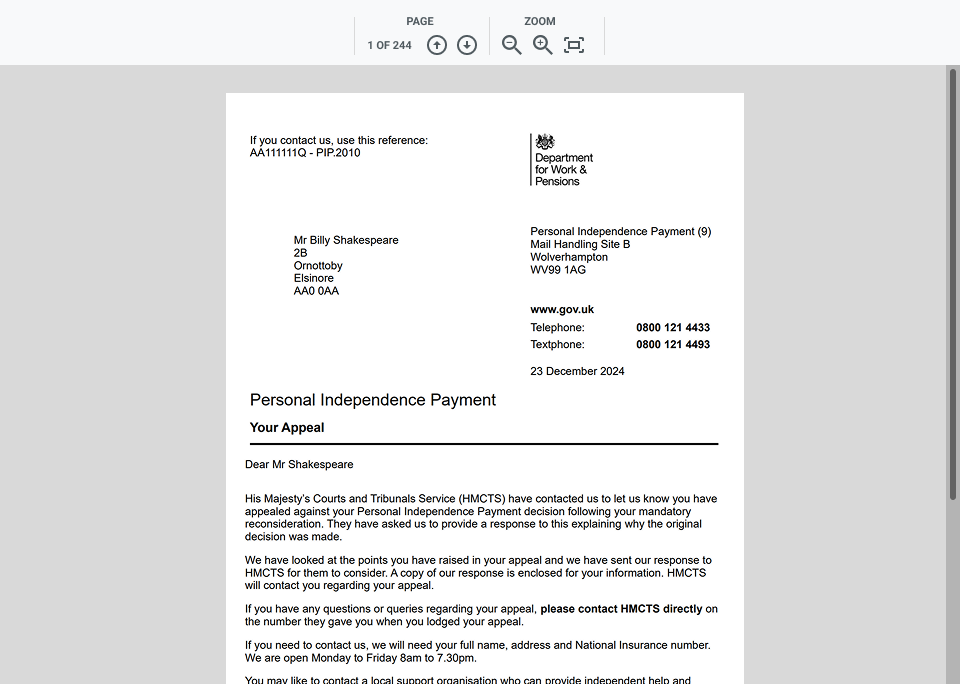 PAGE
ZOOM
1 OF 244
If you contact us, use this reference:
AA111111Q - PIP.2010
Department
for Work &
Pensions
Mr Billy Shakespeare
2B
Ornottoby
Elsinore
AA0 0AA
Personal Independence Payment (9)
Mail Handling Site B
Wolverhampton
WV99 1AG
www.gov.uk
Telephone: 0800 121 4433
Textphone: 0800 121 4493
23 December 2024
Personal Independence Payment
Your Appeal
Dear Mr Shakespeare
His Majesty's Courts and Tribunals Service (HMCTS) have contacted us to let us know you have
appealed against your Personal Independence Payment decision following your mandatory
reconsideration. They have asked us to provide a response to this explaining why the original
decision was made.
We have looked at the points you have raised in your appeal and we have sent our response to
HMCTS for them to consider. A copy of our response is enclosed for your information. HMCTS
will contact you regarding your appeal.
If you have any questions or queries regarding your appeal, please contact HMCTS directly on
the number they gave you when you lodged your appeal.
If you need to contact us, we will need your full name, address and National Insurance number.
We are open Monday to Friday 8am to 7.30pm.
You may like to contact a local support organisation who can provide independent help and